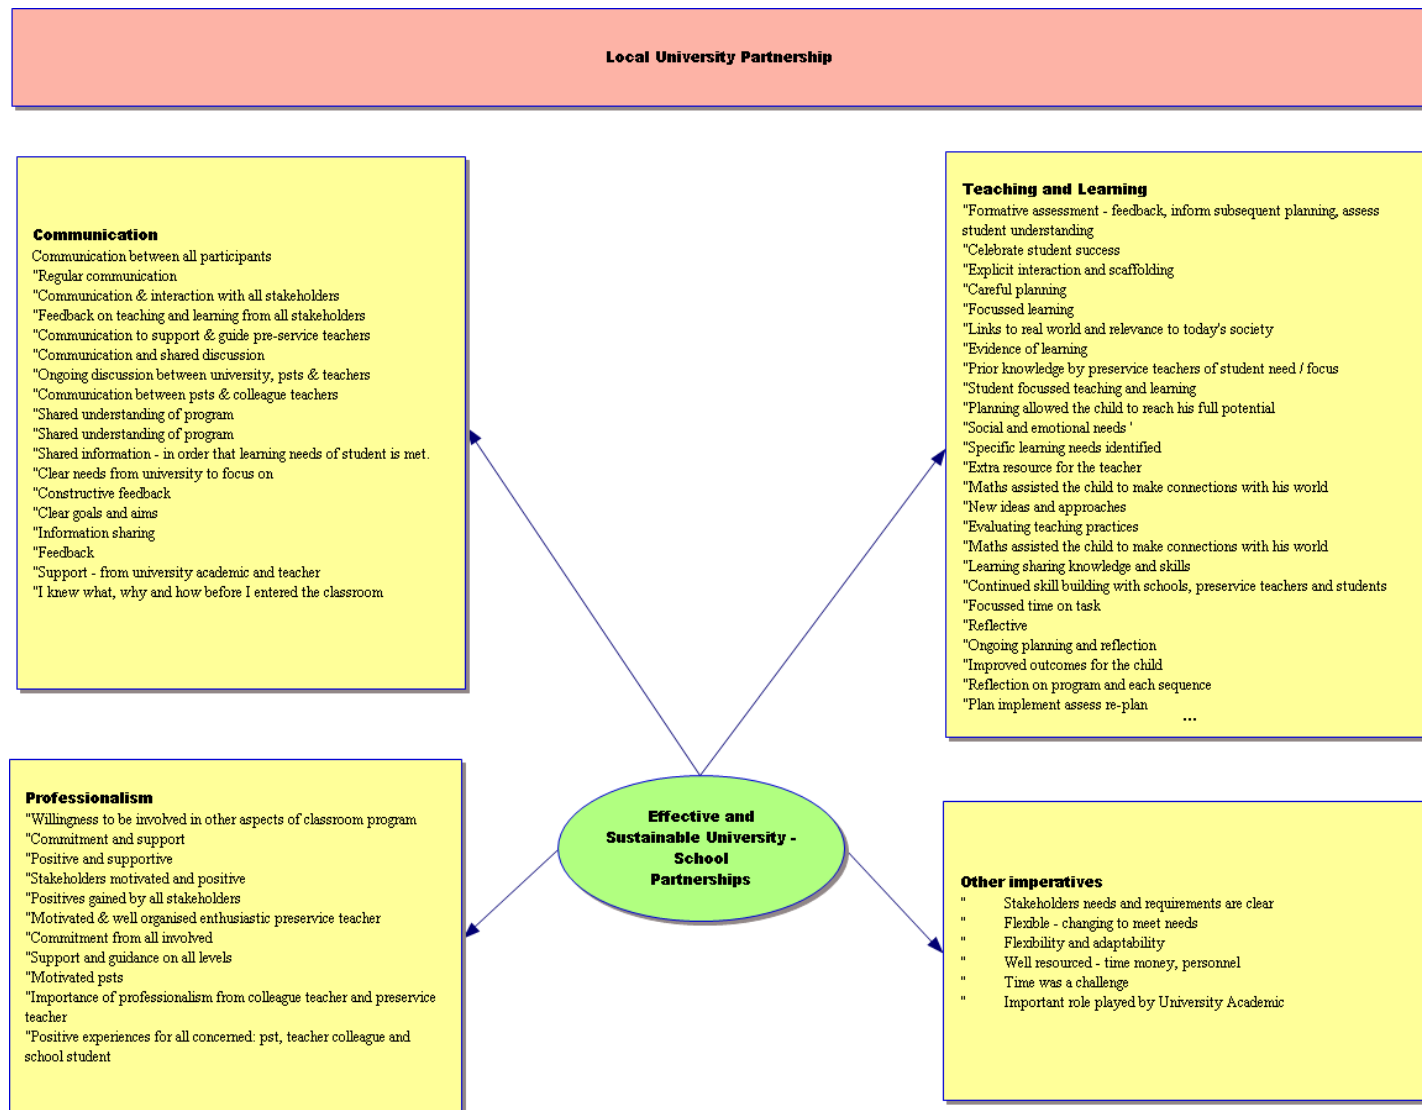 Local University Partnership
Communication
Communication between all participants
"Regular communication
"Communication & interaction with all stakeholders
"Feedback on teaching and learning from all stakeholders
"Communication to support & guide pre-service teachers
"Communication and shared discussion
"Ongoing discussion between university, psts & teachers
"Communication between psts & colleague teachers
"Shared understanding of program
"Shared understanding of program
"Shared information - in order that learning needs of student is met.
"Clear needs from university to focus on
"Constructive feedback
"Clear goals and aims
"Information sharing
"Feedback
"Support - from university academic and teacher
"I knew what, why and how before I entered the classroom
Teaching and Learning
"Formative assessment - feedback, inform subsequent planning, assess
student understanding
"Celebrate student success
"Explicit interaction and scaffolding
"Careful planning
"Focussed learning
"Links to real world and relevance to today's society
"Evidence of learning
"Prior knowledge by preservice teachers of student need / focus
"Student focussed teaching and learning
"Planning allowed the child to reach his full potential
"Social and emotional needs '
"Specific learning needs identified
"Extra resource for the teacher
"Maths assisted the child to make connections with his world
"New ideas and approaches
"Evaluating teaching practices
"Maths assisted the child to make connections with his world
"Learning sharing knowledge and skills
"Continued skill building with schools, preservice teachers and students
"Focussed time on task
"Reflective
"Ongoing planning and reflection
"Improved outcomes for the child
"Reflection on program and each sequence
"Plan implement assess re-plan
...
Professionalism
"Willingness to be involved in other aspects of classroom program
"Commitment and support
"Positive and supportive
"Stakeholders motivated and positive
"Positives gained by all stakeholders
"Motivated & well organised enthusiastic preservice teacher
"Commitment from all involved
"Support and guidance on all levels
"Motivated psts
"Importance of professionalism from colleague teacher and preservice
teacher
"Positive experiences for all concerned: pst, teacher colleague and
school student
Effective and
Sustainable University -
School
Partnerships
Other imperatives
" Stakeholders needs and requirements are clear
" Flexible - changing to meet needs
" Flexibility and adaptability
" Well resourced - time money, personnel
" Time was a challenge
" Important role played by University Academic